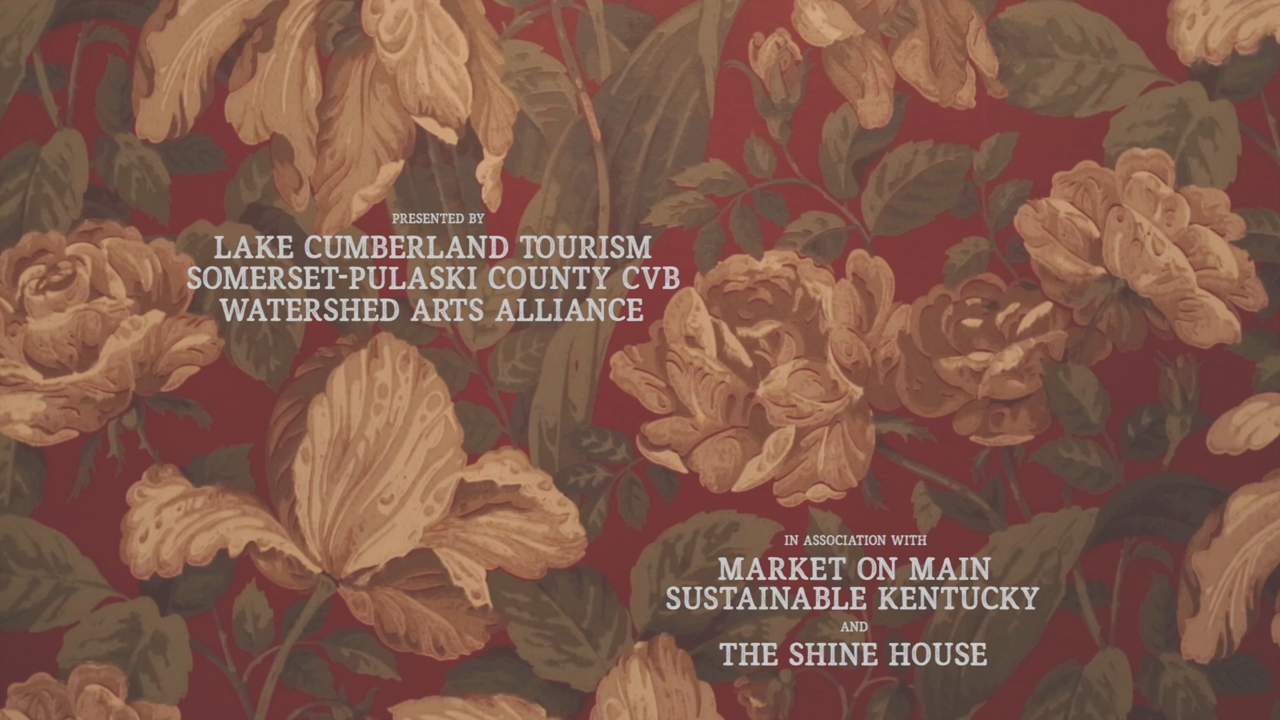 PRESENTED BY
LAKE CUMBERLAND TOURISM
SOMERSET-PULASKI COUNTY CVB
WATERSHED ARTS ALLIANCE
IN ASSOCIATION WITH
MARKET ON MAIN
SUSTAINABLE KENTUCKY
AND
THE SHINE HOUSE